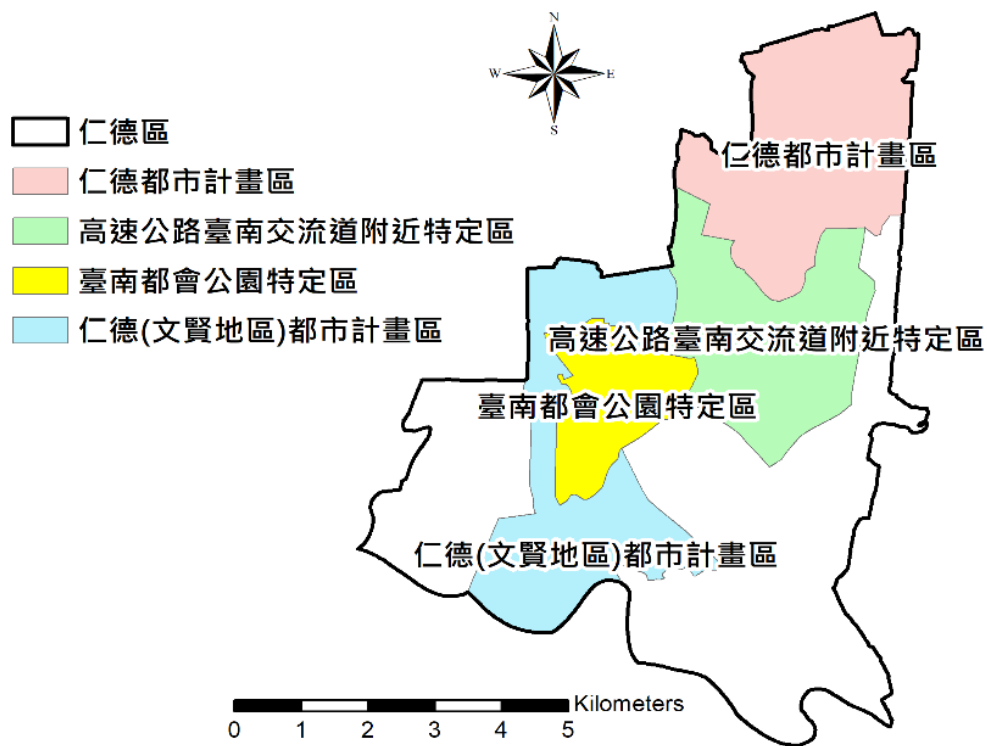 N
W
E
S
仁德區
仁德都市計畫區
高速公路臺南交流道附近特定區
臺南都會公園特定區
仁德(文賢地區)都市計畫區
仁德都市計畫區
高速公路臺南交流道附近特定區
臺南都會公園特定區
仁德(文賢地區)都市計畫區
Kilometers
0 1 2 3 4 5